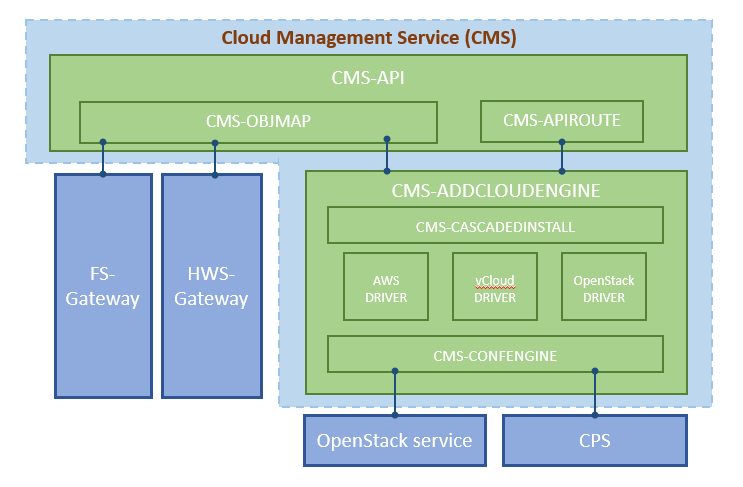 Cloud Management Service (CMS)
CMS-API
CMS-OBJMAP
CMS-APIROUTE
CMS-ADDCLOUDENGINE
CMS-CASCADEDINSTALL
FS-
Gateway
HWS-
Gateway
AWS
DRIVER
vCloud
DRIVER
OpenStack
DRIVER
CMS-CONFENGINE
OpenStack service
CPS